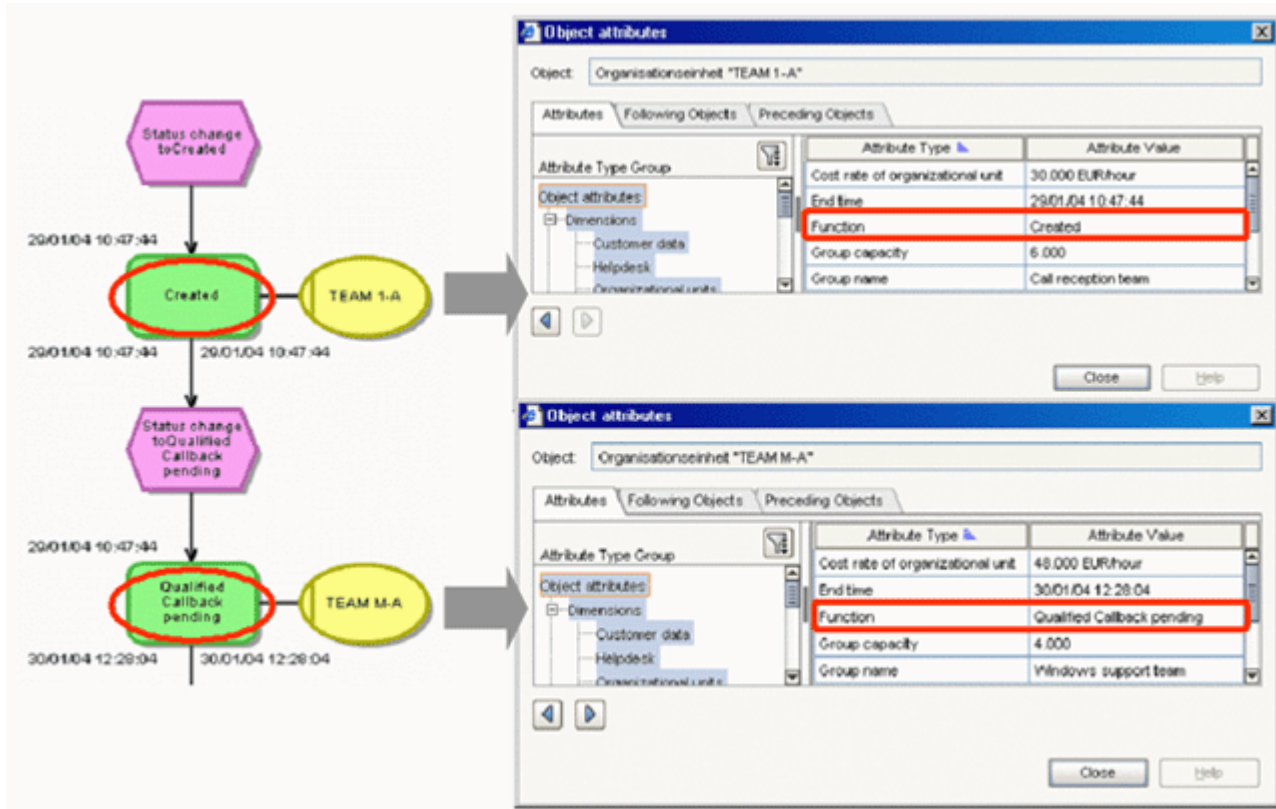 Status change
toCreated
29/01/04 10:47:44
Created
TEAM 1-A
29/01/04 10:47:44
29/01/04 10:47:44
Status change
toQualified
Callback
pending
29/01/04 10:47:44
Qualified
Callback
pending
TEAM M-A
30/01/04 12:28:04
30/01/04 12:28:04
Object attributes
Object: Organisationseinheit "TEAM 1-A"
Attributes Following Objects Preceding Objects
Attribute Type Group
Object attributes
Dimensions
Customer data
Helpdesk
Organizational units
Attribute Type Attribute Value
Cost rate of organizational unit 30.000 EUR/hour
End time 29/01/04 10:47:44
Function Created
Group capacity 6.000
Group name Call reception team
Close Help
Object attributes
Object: Organisationseinheit "TEAM M-A"
Attributes Following Objects Preceding Objects
Attribute Type Group
Object attributes
Dimensions
Customer data
Helpdesk
Organizational units
Attribute Type Attribute Value
Cost rate of organizational unit 48.000 EUR/hour
End time 30/01/04 12:28:04
Function Qualified Callback pending
Group capacity 4.000
Group name Windows support team
Close Help